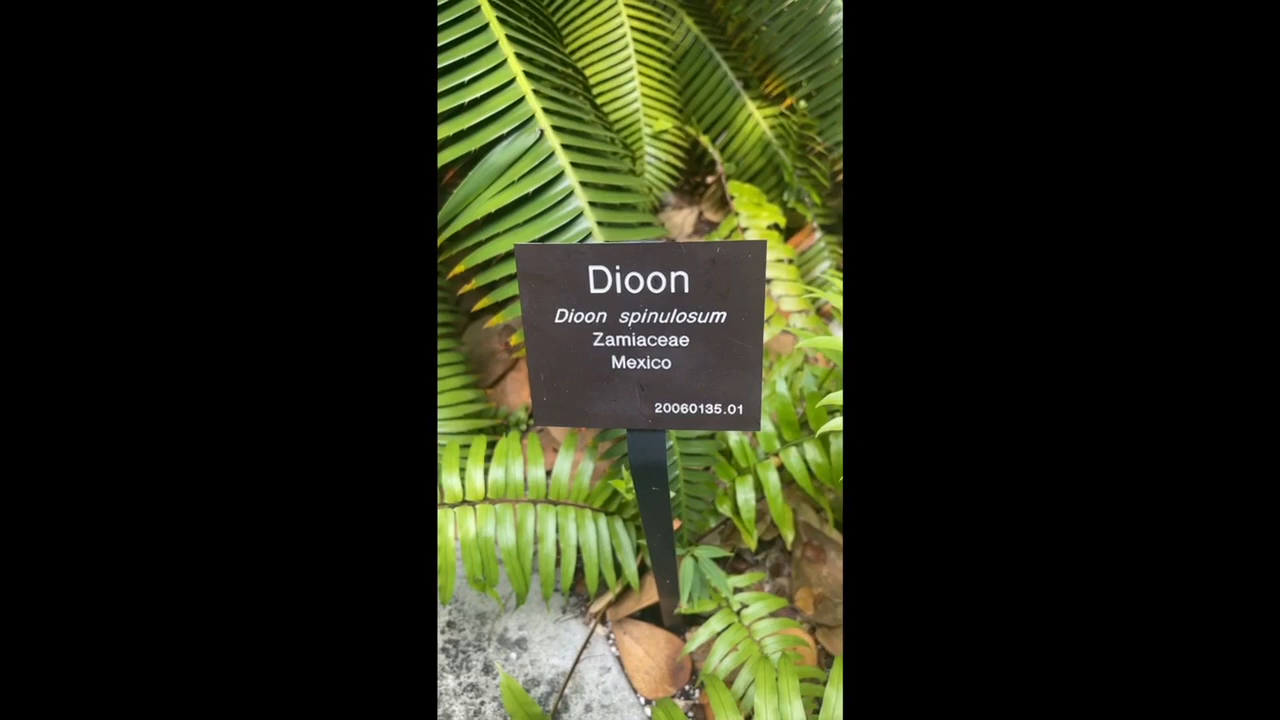 Dioon
Dioon spinulosum
Zamiaceae
Mexico
20060135.01